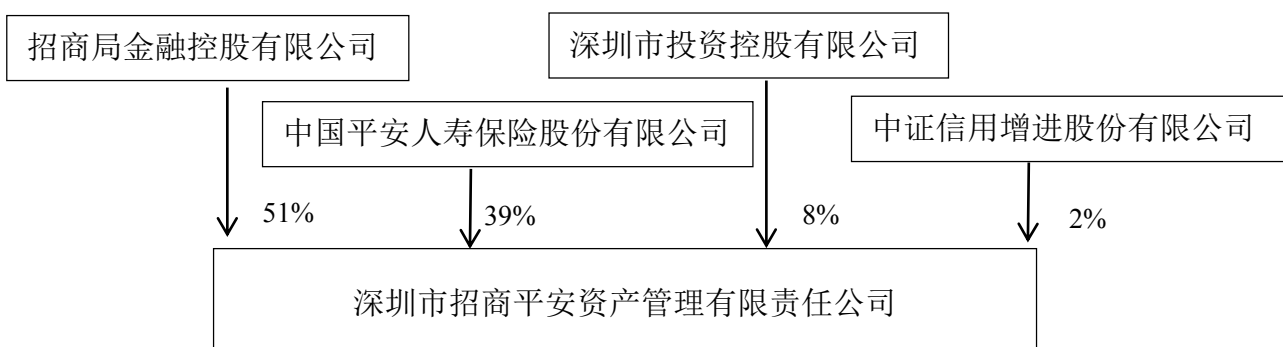 招商局金融控股有限公司
深圳市投资控股有限公司
中国平安人寿保险股份有限公司
中证信用增进股份有限公司
51%
39%
8%
2%
深圳市招商平安资产管理有限责任公司